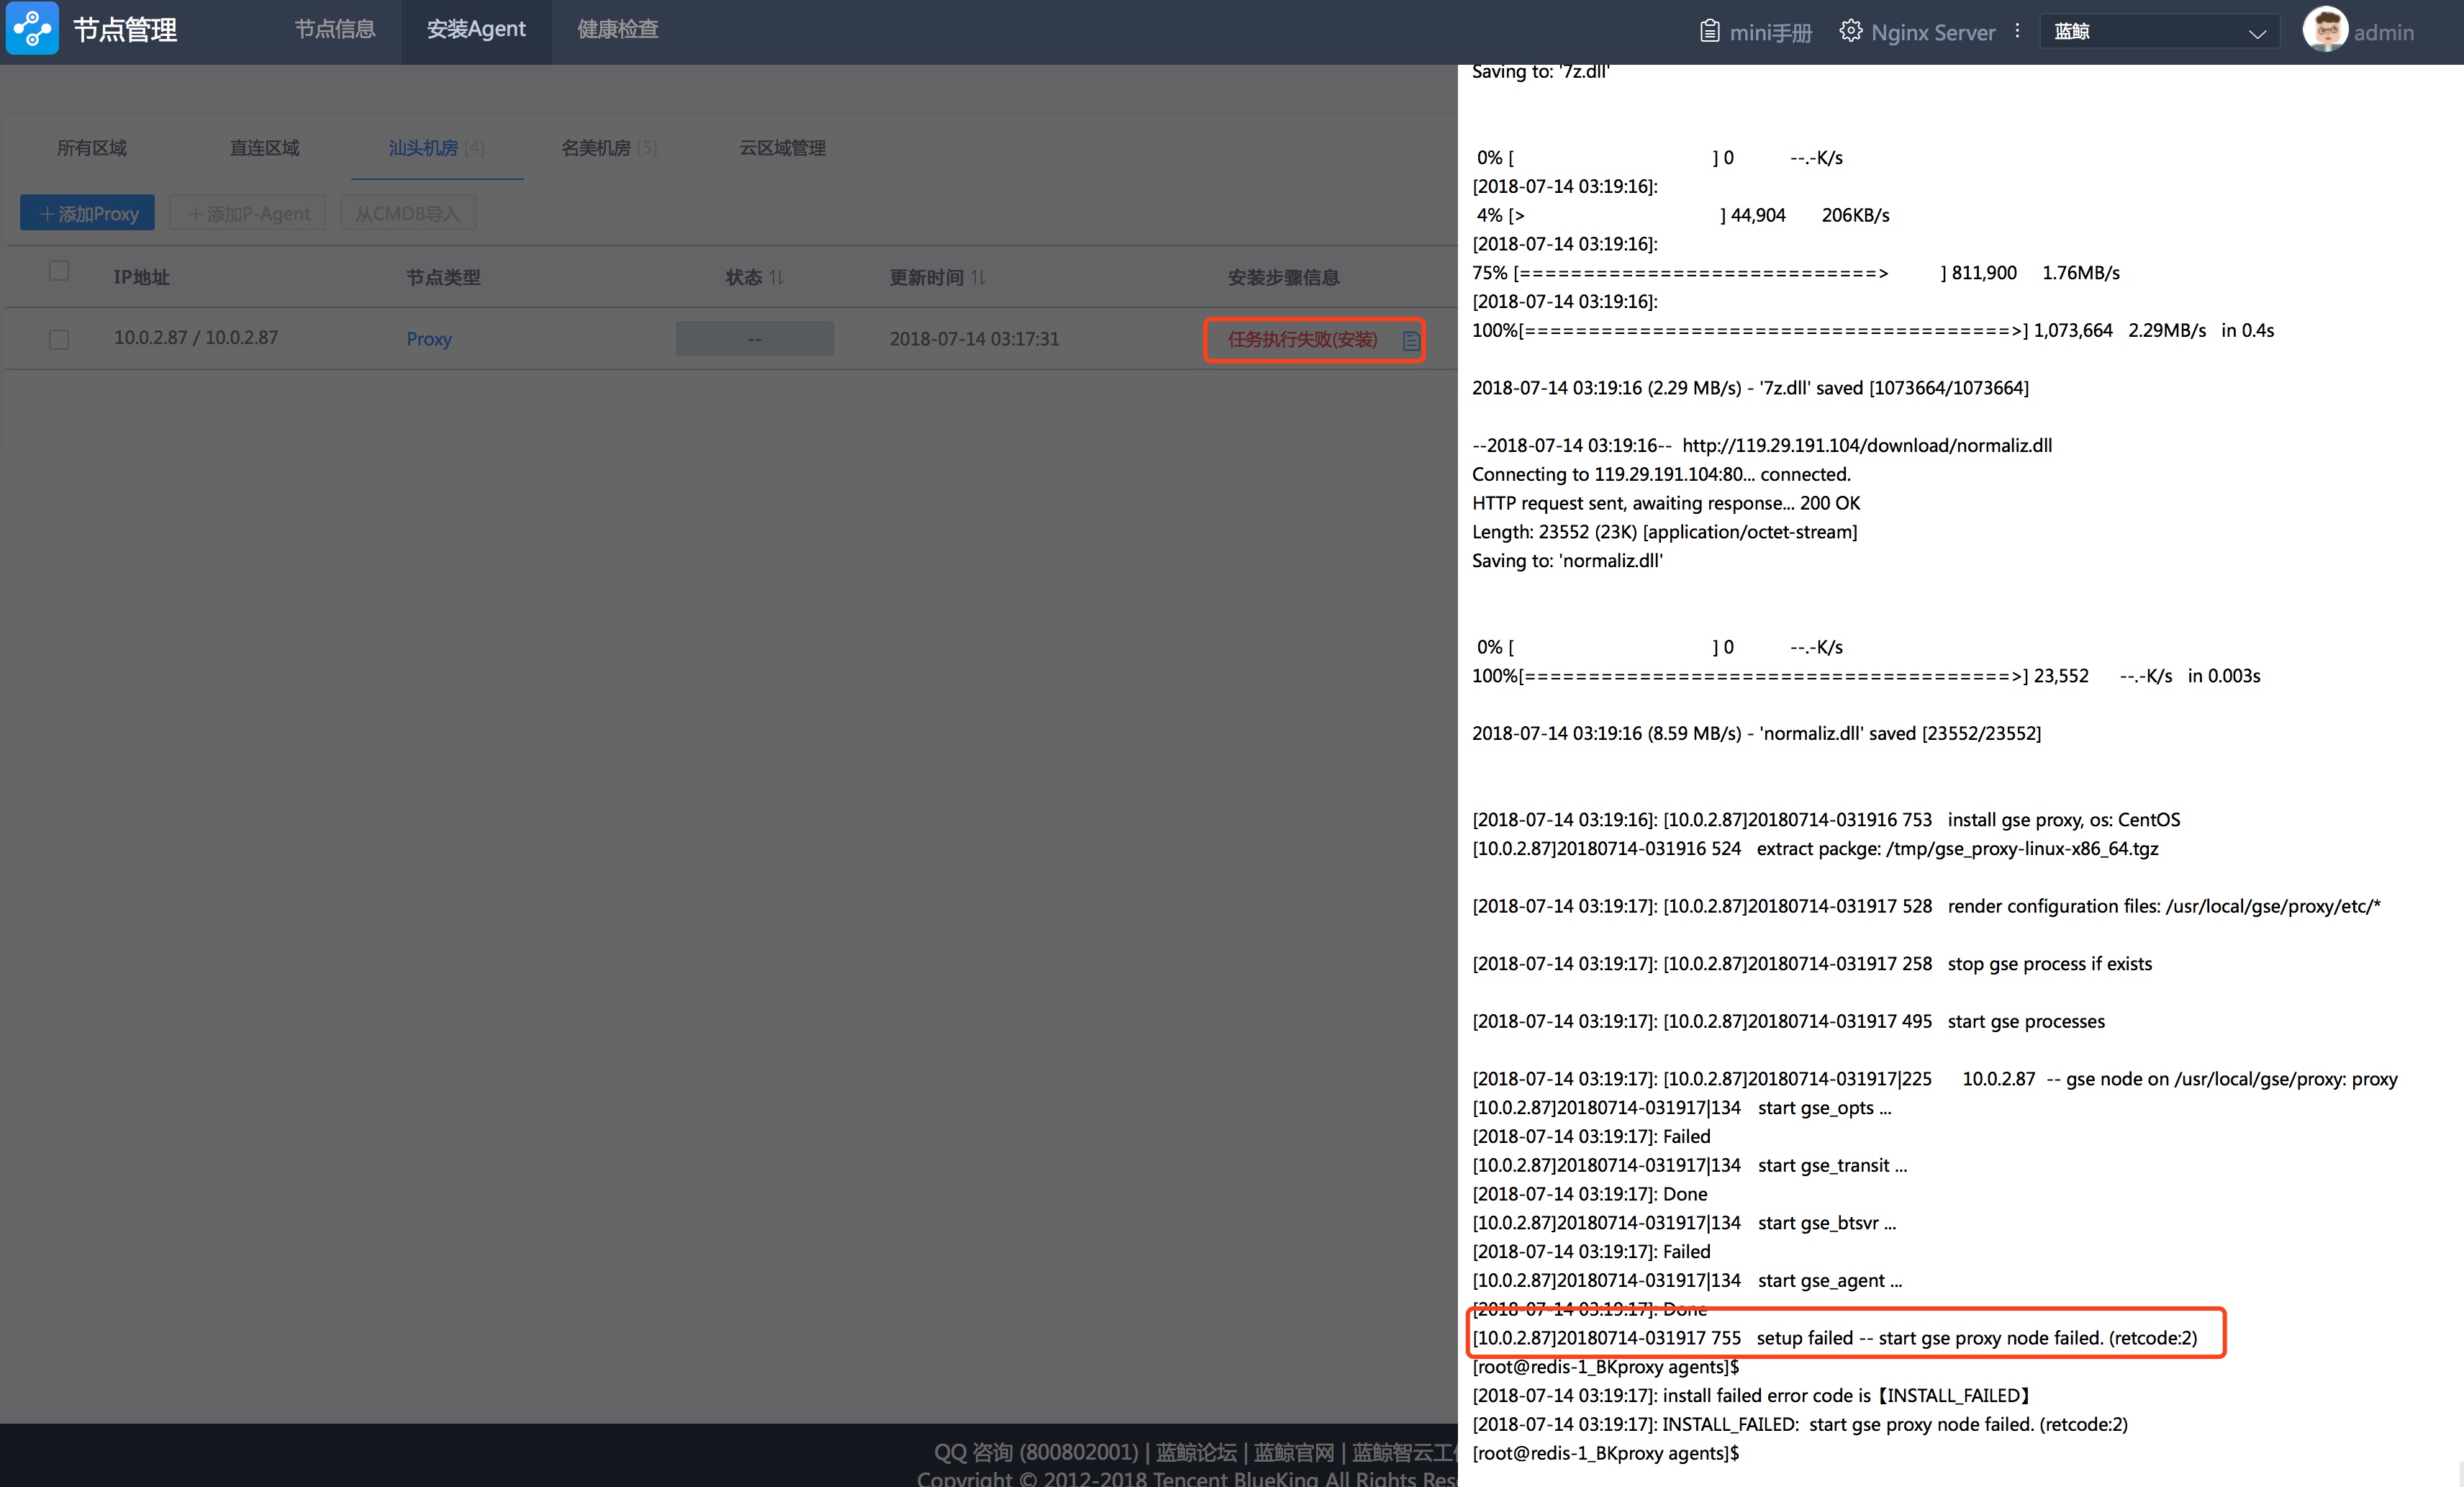 节点管理
节点信息
安装Agent
健康检查
mini手册
Nginx Server
蓝鲸
admin
所有区域
直连区域
汕头机房 [4]
名美机房 [5]
云区域管理
+ 添加Proxy
+ 添加P-Agent
从CMDB导入
IP地址
节点类型
状态
更新时间
安装步骤信息
10.0.2.87 / 10.0.2.87
Proxy
--
2018-07-14 03:17:31
任务执行失败(安装)
Saving to: '7z.dll'
0% [ ] 0 --.-K/s
[2018-07-14 03:19:16]:
4% [> ] 44,904 206KB/s
[2018-07-14 03:19:16]:
75% [============================> ] 811,900 1.76MB/s
[2018-07-14 03:19:16]:
100%[======================================>] 1,073,664 2.29MB/s in 0.4s
2018-07-14 03:19:16 (2.29 MB/s) - '7z.dll' saved [1073664/1073664]
--2018-07-14 03:19:16-- http://119.29.191.104/download/normaliz.dll
Connecting to 119.29.191.104:80... connected.
HTTP request sent, awaiting response... 200 OK
Length: 23552 (23K) [application/octet-stream]
Saving to: 'normaliz.dll'
0% [ ] 0 --.-K/s
100%[======================================>] 23,552 --.-K/s in 0.003s
2018-07-14 03:19:16 (8.59 MB/s) - 'normaliz.dll' saved [23552/23552]
[2018-07-14 03:19:16]: [10.0.2.87]20180714-031916 753 install gse proxy, os: CentOS
[10.0.2.87]20180714-031916 524 extract packge: /tmp/gse_proxy-linux-x86_64.tgz
[2018-07-14 03:19:17]: [10.0.2.87]20180714-031917 528 render configuration files: /usr/local/gse/proxy/etc/*
[2018-07-14 03:19:17]: [10.0.2.87]20180714-031917 258 stop gse process if exists
[2018-07-14 03:19:17]: [10.0.2.87]20180714-031917 495 start gse processes
[2018-07-14 03:19:17]: [10.0.2.87]20180714-031917|225 10.0.2.87 -- gse node on /usr/local/gse/proxy: proxy
[10.0.2.87]20180714-031917|134 start gse_opts ...
[2018-07-14 03:19:17]: Failed
[10.0.2.87]20180714-031917|134 start gse_transit ...
[2018-07-14 03:19:17]: Done
[10.0.2.87]20180714-031917|134 start gse_btsvr ...
[2018-07-14 03:19:17]: Failed
[10.0.2.87]20180714-031917|134 start gse_agent ...
[2018-07-14 03:19:17]: Done
[10.0.2.87]20180714-031917 755 setup failed -- start gse proxy node failed. (retcode:2)
[root@redis-1_BKproxy agents]$
[2018-07-14 03:19:17]: install failed error code is【INSTALL_FAILED】
[2018-07-14 03:19:17]: INSTALL_FAILED: start gse proxy node failed. (retcode:2)
[root@redis-1_BKproxy agents]$
QQ 咨询 (800802001) | 蓝鲸论坛 | 蓝鲸官网 | 蓝鲸智云工
Copyright © 2012-2018 Tencent BlueKing All Rights Res